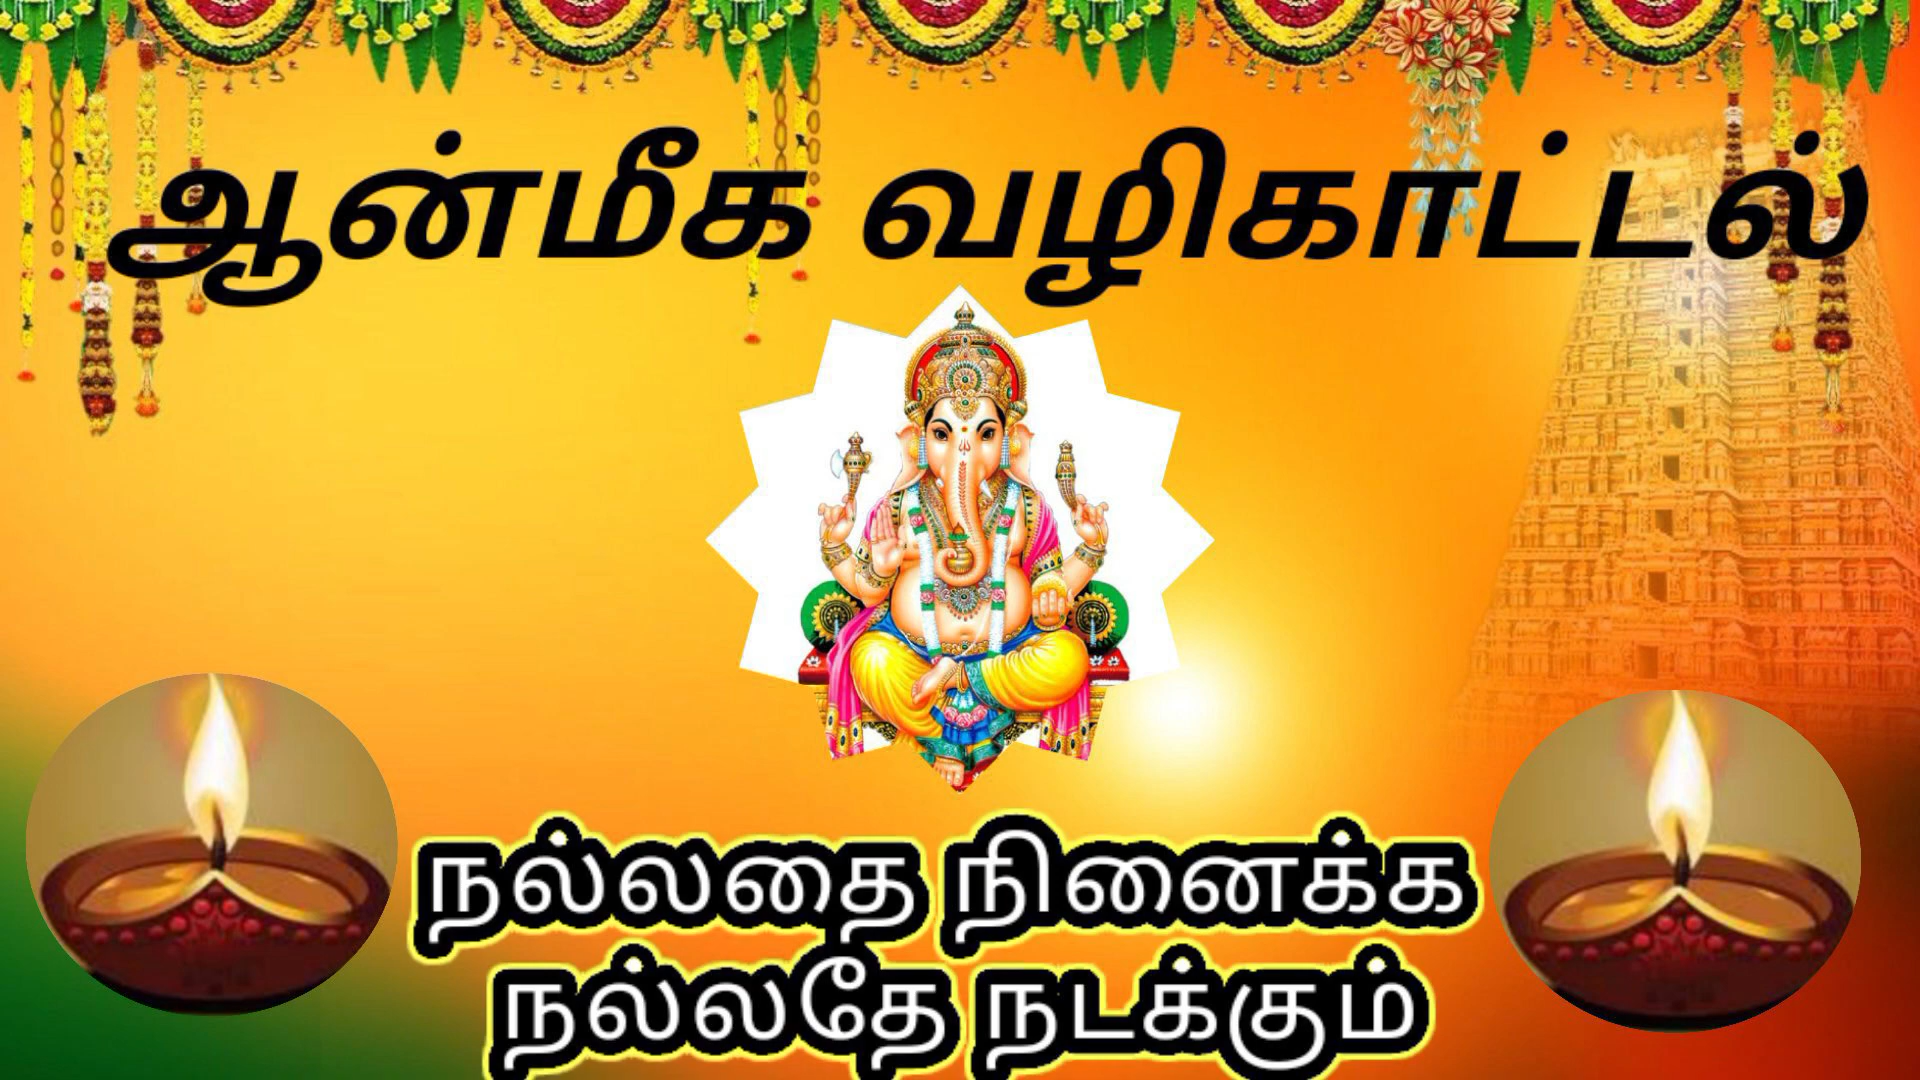 ஆன்மீக வழிகாட்டல்
நல்லதை நினைக்க
நல்லதே நடக்கும்